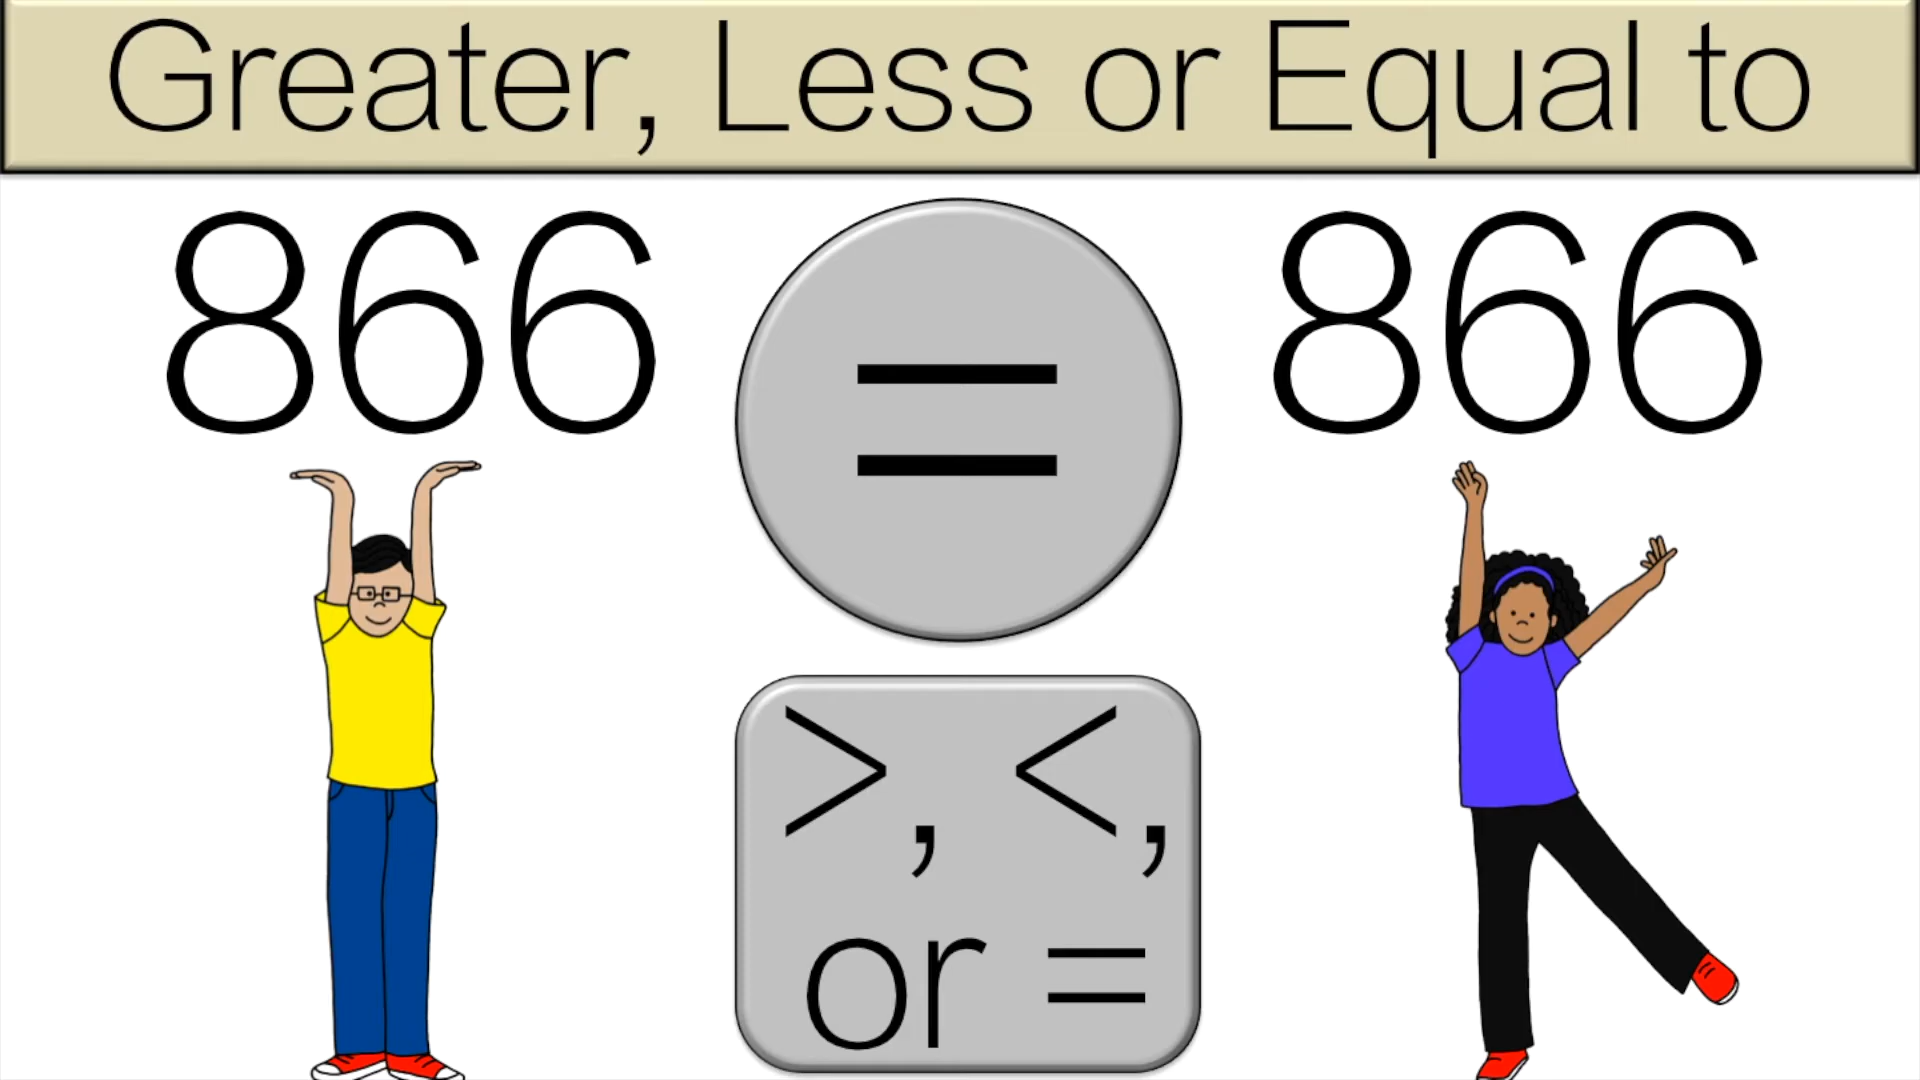 Greater, Less or Equal to
866 = 866
>, <,
or =